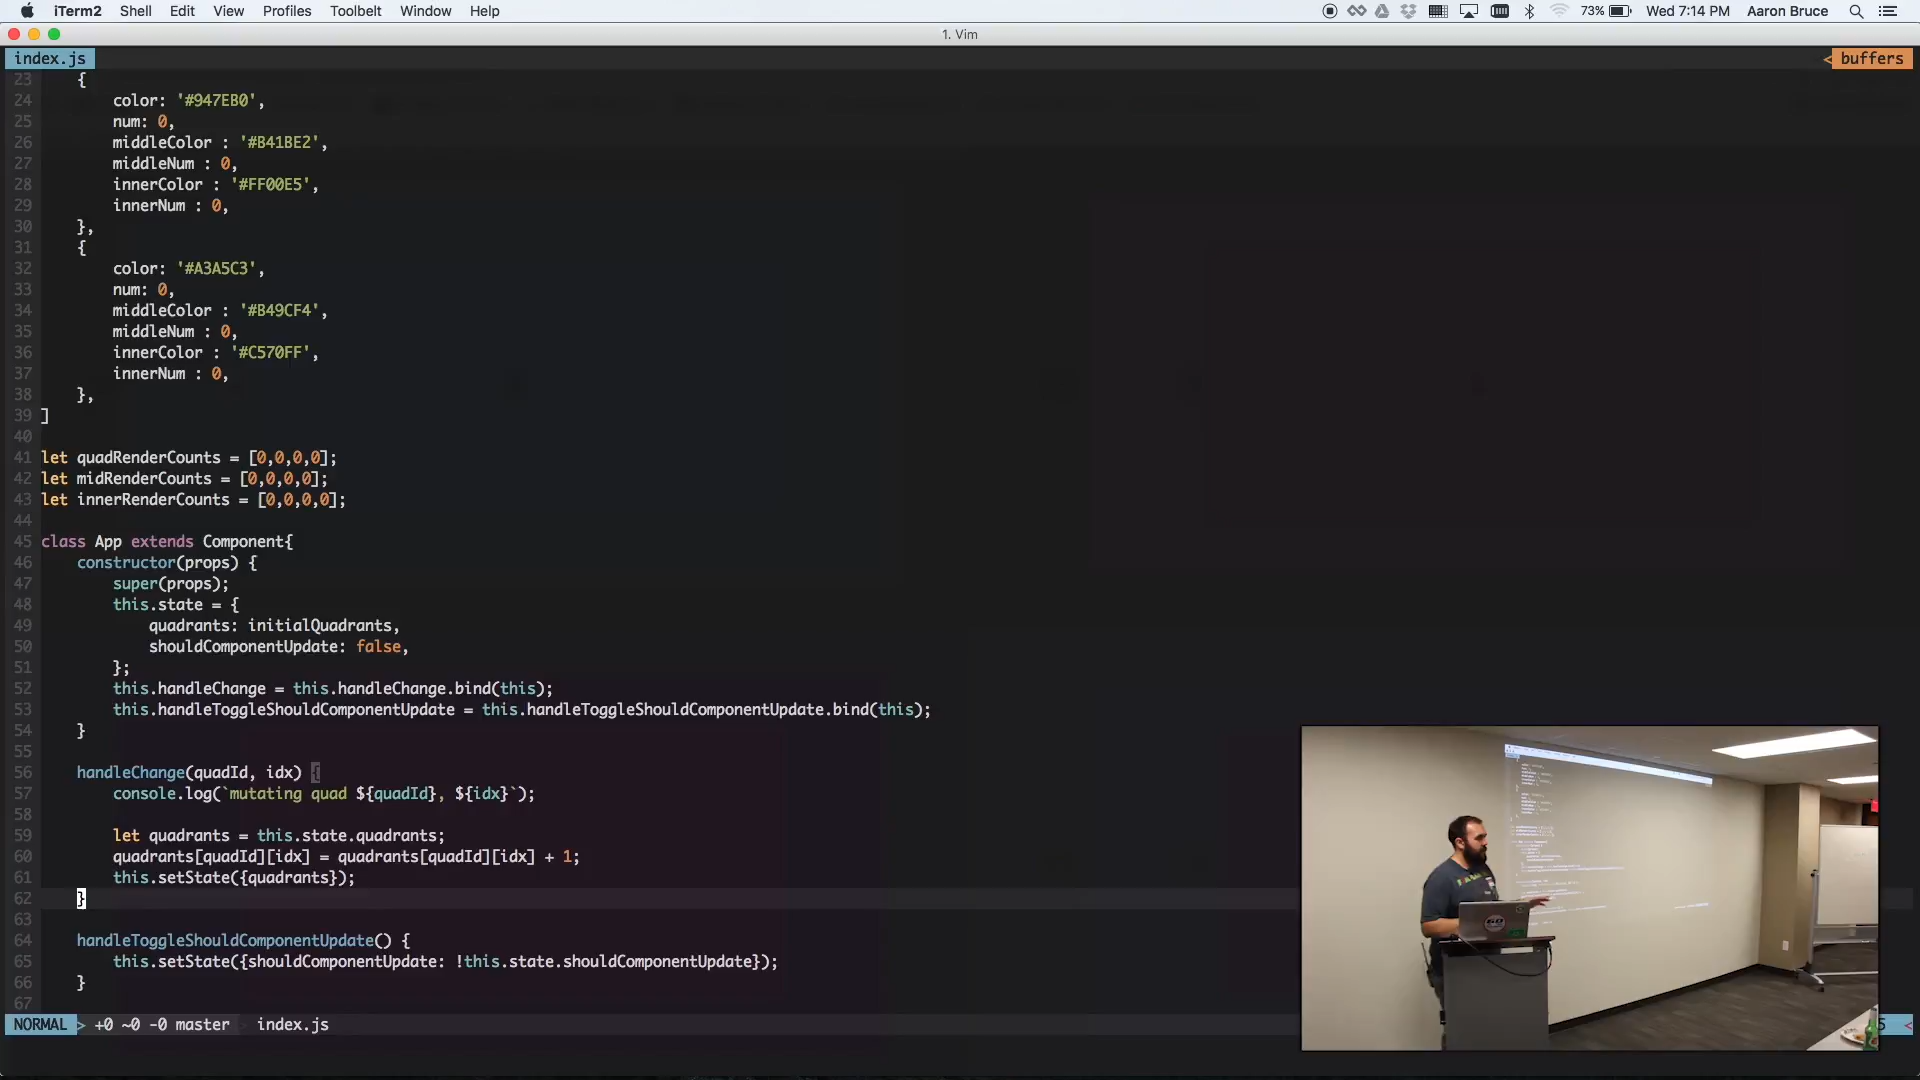 iTerm2 Shell Edit View Profiles Toolbelt Window Help 73% Wed 7:14 PM Aaron Bruce
1. Vim
index.js < buffers
23 {
24 color: '#947EB0',
25 num: 0,
26 middleColor : '#B41BE2',
27 middleNum : 0,
28 innerColor : '#FF00E5',
29 innerNum : 0,
30 },
31 {
32 color: '#A3A5C3',
33 num: 0,
34 middleColor : '#B49CF4',
35 middleNum : 0,
36 innerColor : '#C570FF',
37 innerNum : 0,
38 },
39 ]
40
41 let quadRenderCounts = [0,0,0,0];
42 let midRenderCounts = [0,0,0,0];
43 let innerRenderCounts = [0,0,0,0];
44
45 class App extends Component{
46 constructor(props) {
47 super(props);
48 this.state = {
49 quadrants: initialQuadrants,
50 shouldComponentUpdate: false,
51 };
52 this.handleChange = this.handleChange.bind(this);
53 this.handleToggleShouldComponentUpdate = this.handleToggleShouldComponentUpdate.bind(this);
54 }
55
56 handleChange(quadId, idx) {
57 console.log(`mutating quad ${quadId}, ${idx}`);
58
59 let quadrants = this.state.quadrants;
60 quadrants[quadId][idx] = quadrants[quadId][idx] + 1;
61 this.setState({quadrants});
62 }
63
64 handleToggleShouldComponentUpdate() {
65 this.setState({shouldComponentUpdate: !this.state.shouldComponentUpdate});
66 }
67
NORMAL > +0 ~0 -0 master index.js 5 <